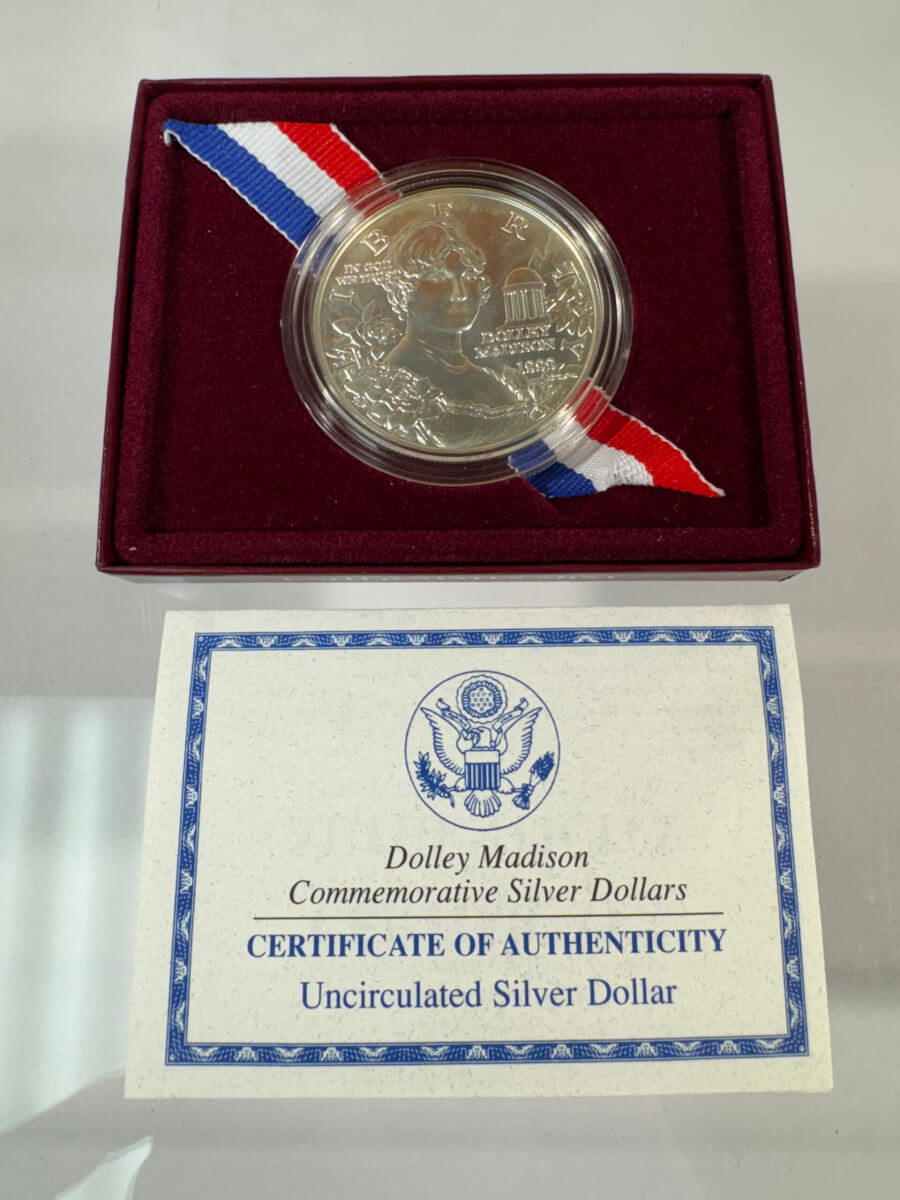 LIBERTY
IN GOD
WE TRUST
DOLLEY
MADISON
Dolley Madison
Commemorative Silver Dollars
CERTIFICATE OF AUTHENTICITY
Uncirculated Silver Dollar